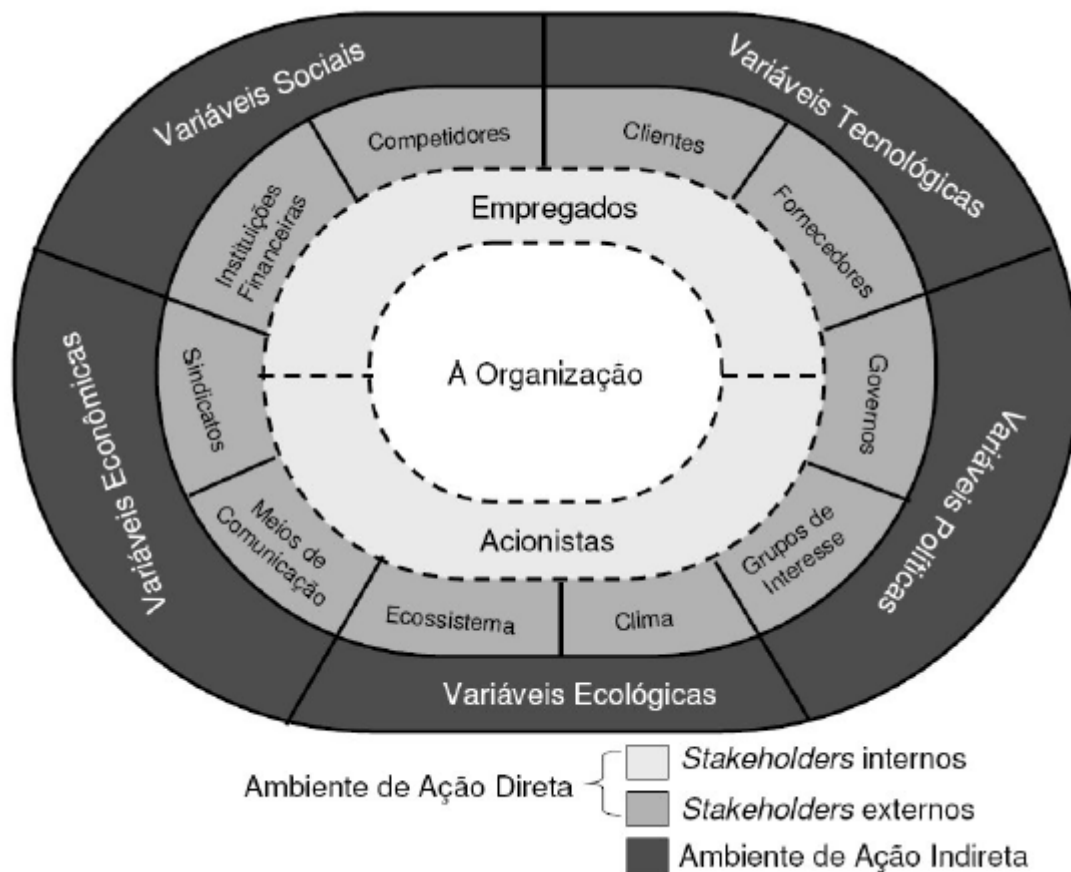 Variáveis Sociais
Variáveis Tecnológicas
Competidores
Clientes
Instituições
Financeiras
Empregados
Fornecedores
Variáveis Econômicas
Sindicatos
A Organização
Governos
Variáveis Políticas
Meios de
Comunicação
Acionistas
Grupos de
Interesse
Ecossistema
Clima
Variáveis Ecológicas
Ambiente de Ação Direta
Stakeholders internos
Stakeholders externos
Ambiente de Ação Indireta